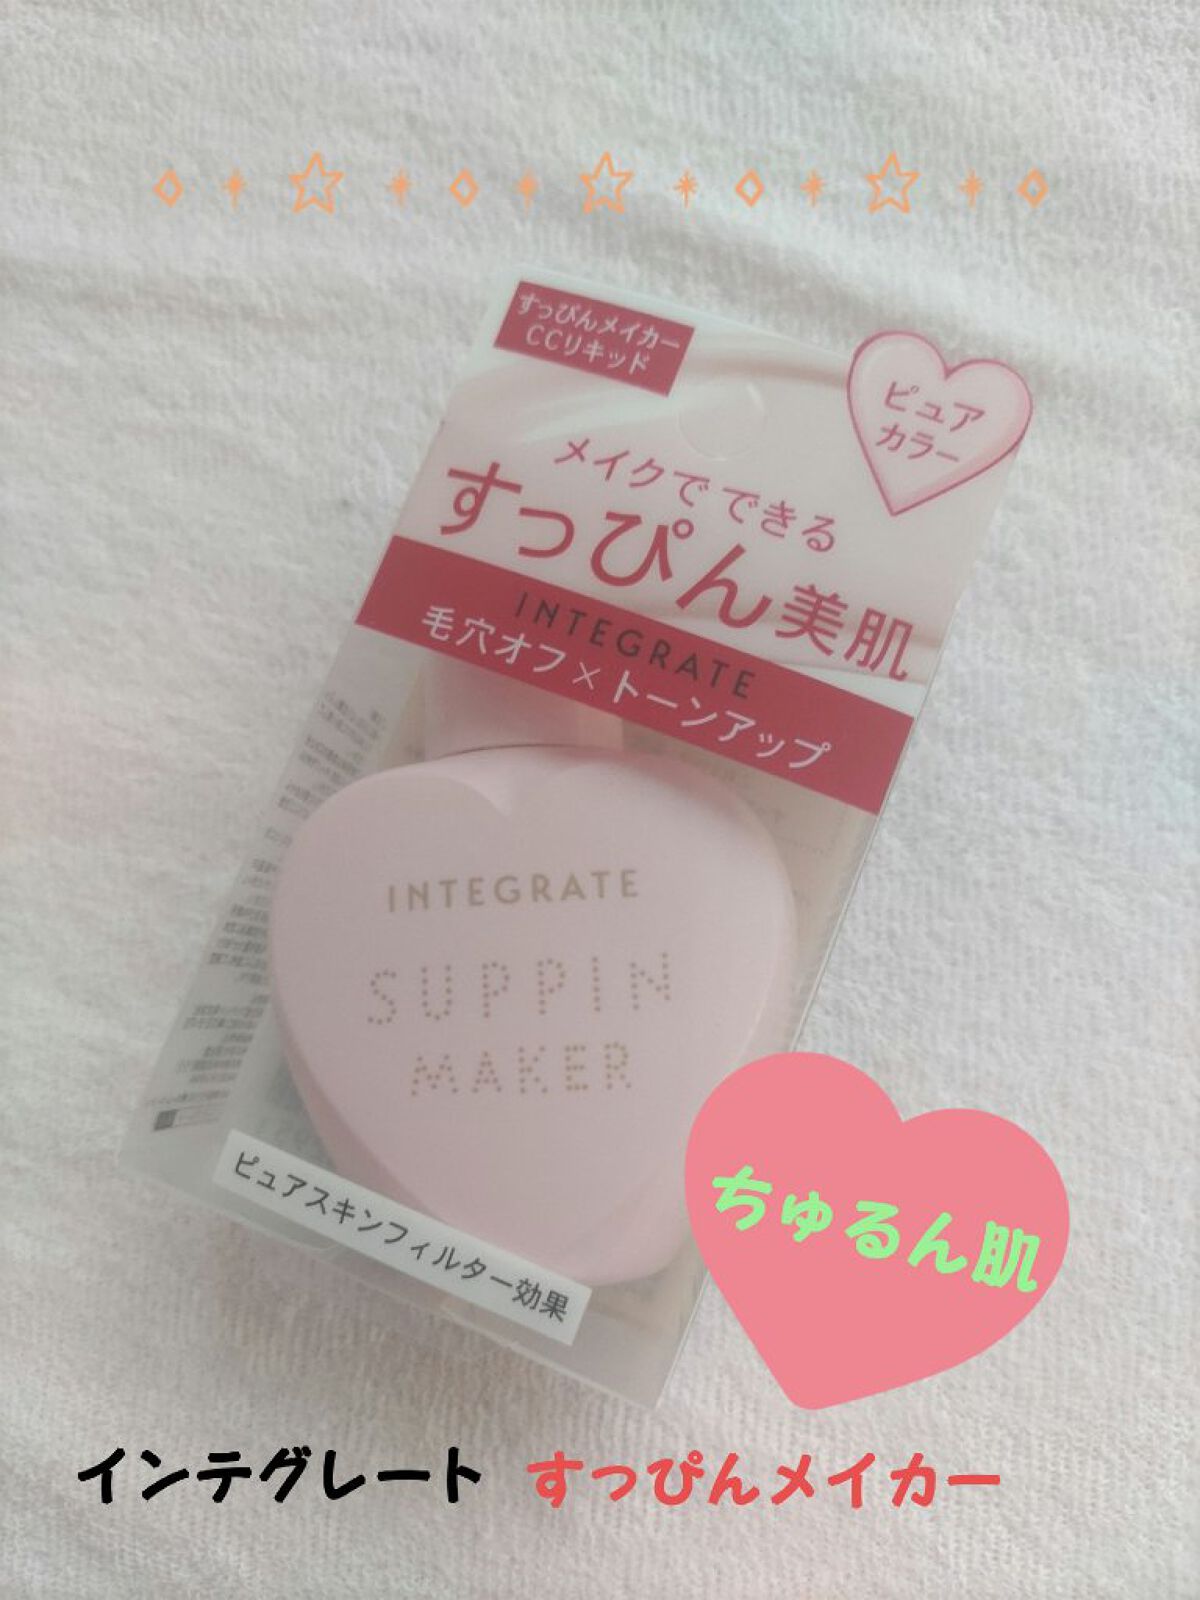 すっぴんメイカー
CCリキッド
ピュア
カラー
メイクでできる
すっぴん美肌
INTEGRATE
毛穴オフ×トーンアップ
INTEGRATE
SUPPIN
MAKER
ピュアスキンフィルター効果
ちゅるん肌
インテグレート すっぴんメイカー